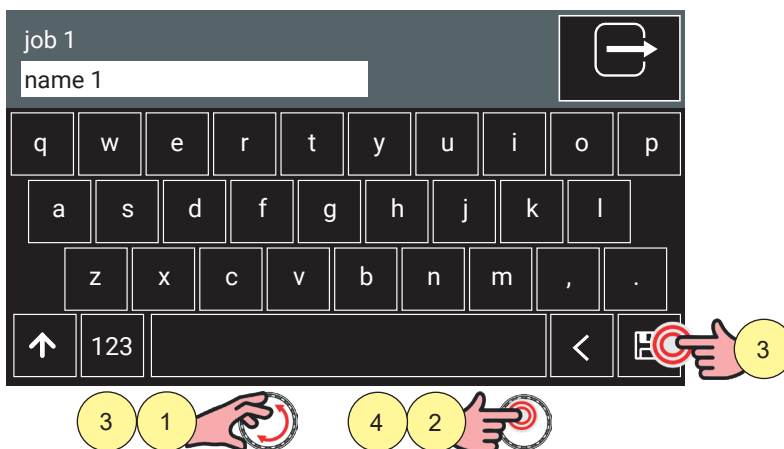 job 1
name 1
q w e r t y u i o p
a s d f g h j k l
z x c v b n m , .
123 <
3
3 1 4 2